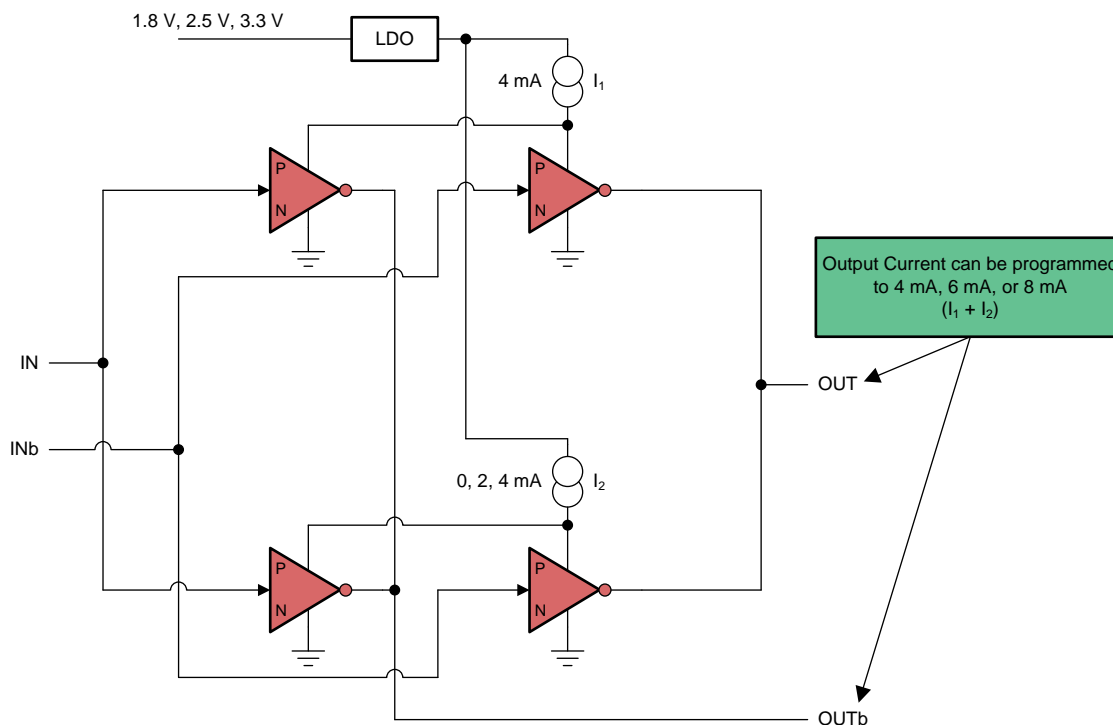 1.8 V, 2.5 V, 3.3 V
LDO
4 mA
I₁
P
N
P
N
Output Current can be programmed
to 4 mA, 6 mA, or 8 mA
(I₁ + I₂)
IN
OUT
INb
0, 2, 4 mA
I₂
P
N
P
N
OUTb